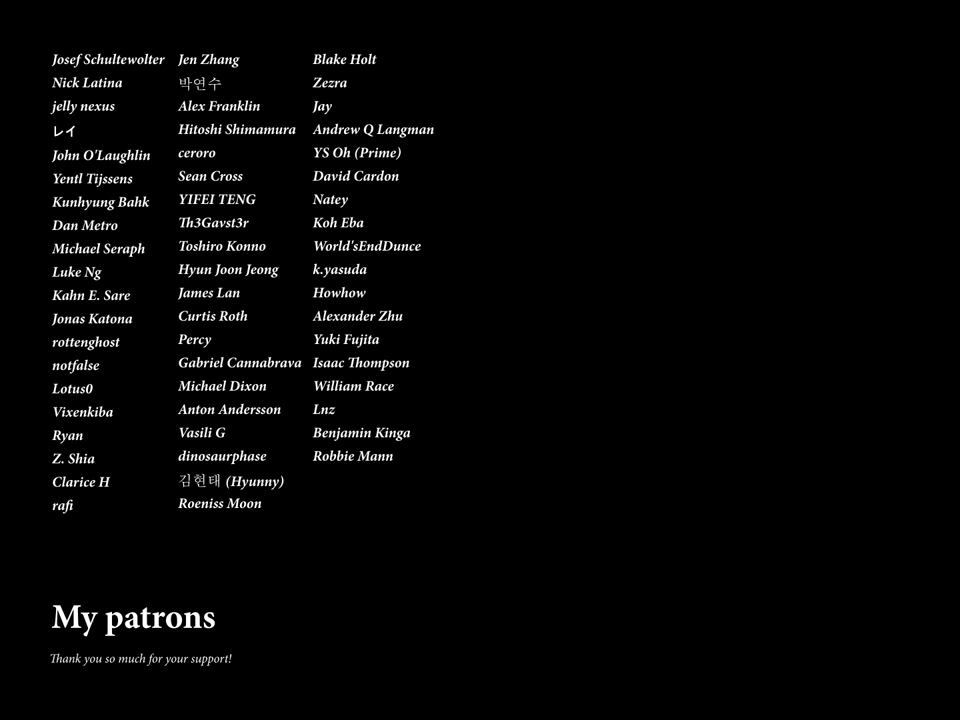 Josef Schultewolter
Nick Latina
jelly nexus
レイ
John O'Laughlin
Yentl Tijssens
Kunhyung Bahk
Dan Metro
Michael Seraph
Luke Ng
Kahn E. Sare
Jonas Katona
rottenghost
notfalse
Lotus0
Vixenkiba
Ryan
Z. Shia
Clarice H
rafi
Jen Zhang
박연수
Alex Franklin
Hitoshi Shimamura
ceroro
Sean Cross
YIFEI TENG
Th3Gavst3r
Toshiro Konno
Hyun Joon Jeong
James Lan
Curtis Roth
Percy
Gabriel Cannabrava
Michael Dixon
Anton Andersson
Vasili G
dinosaurphase
김현태 (Hyunny)
Roeniss Moon
Blake Holt
Zezra
Jay
Andrew Q Langman
YS Oh (Prime)
David Cardon
Natey
Koh Eba
World'sEndDunce
k.yasuda
Howhow
Alexander Zhu
Yuki Fujita
Isaac Thompson
William Race
Lnz
Benjamin Kinga
Robbie Mann
My patrons
Thank you so much for your support!